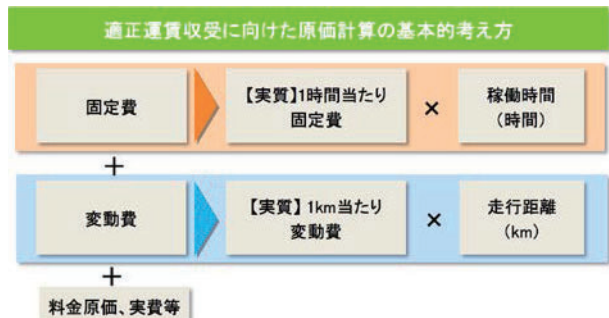 適正運賃収受に向けた原価計算の基本的考え方
固定費
【実質】1時間当たり
固定費
×
稼働時間
(時間)
+
変動費
【実質】1km当たり
変動費
×
走行距離
(km)
+
料金原価、実費等